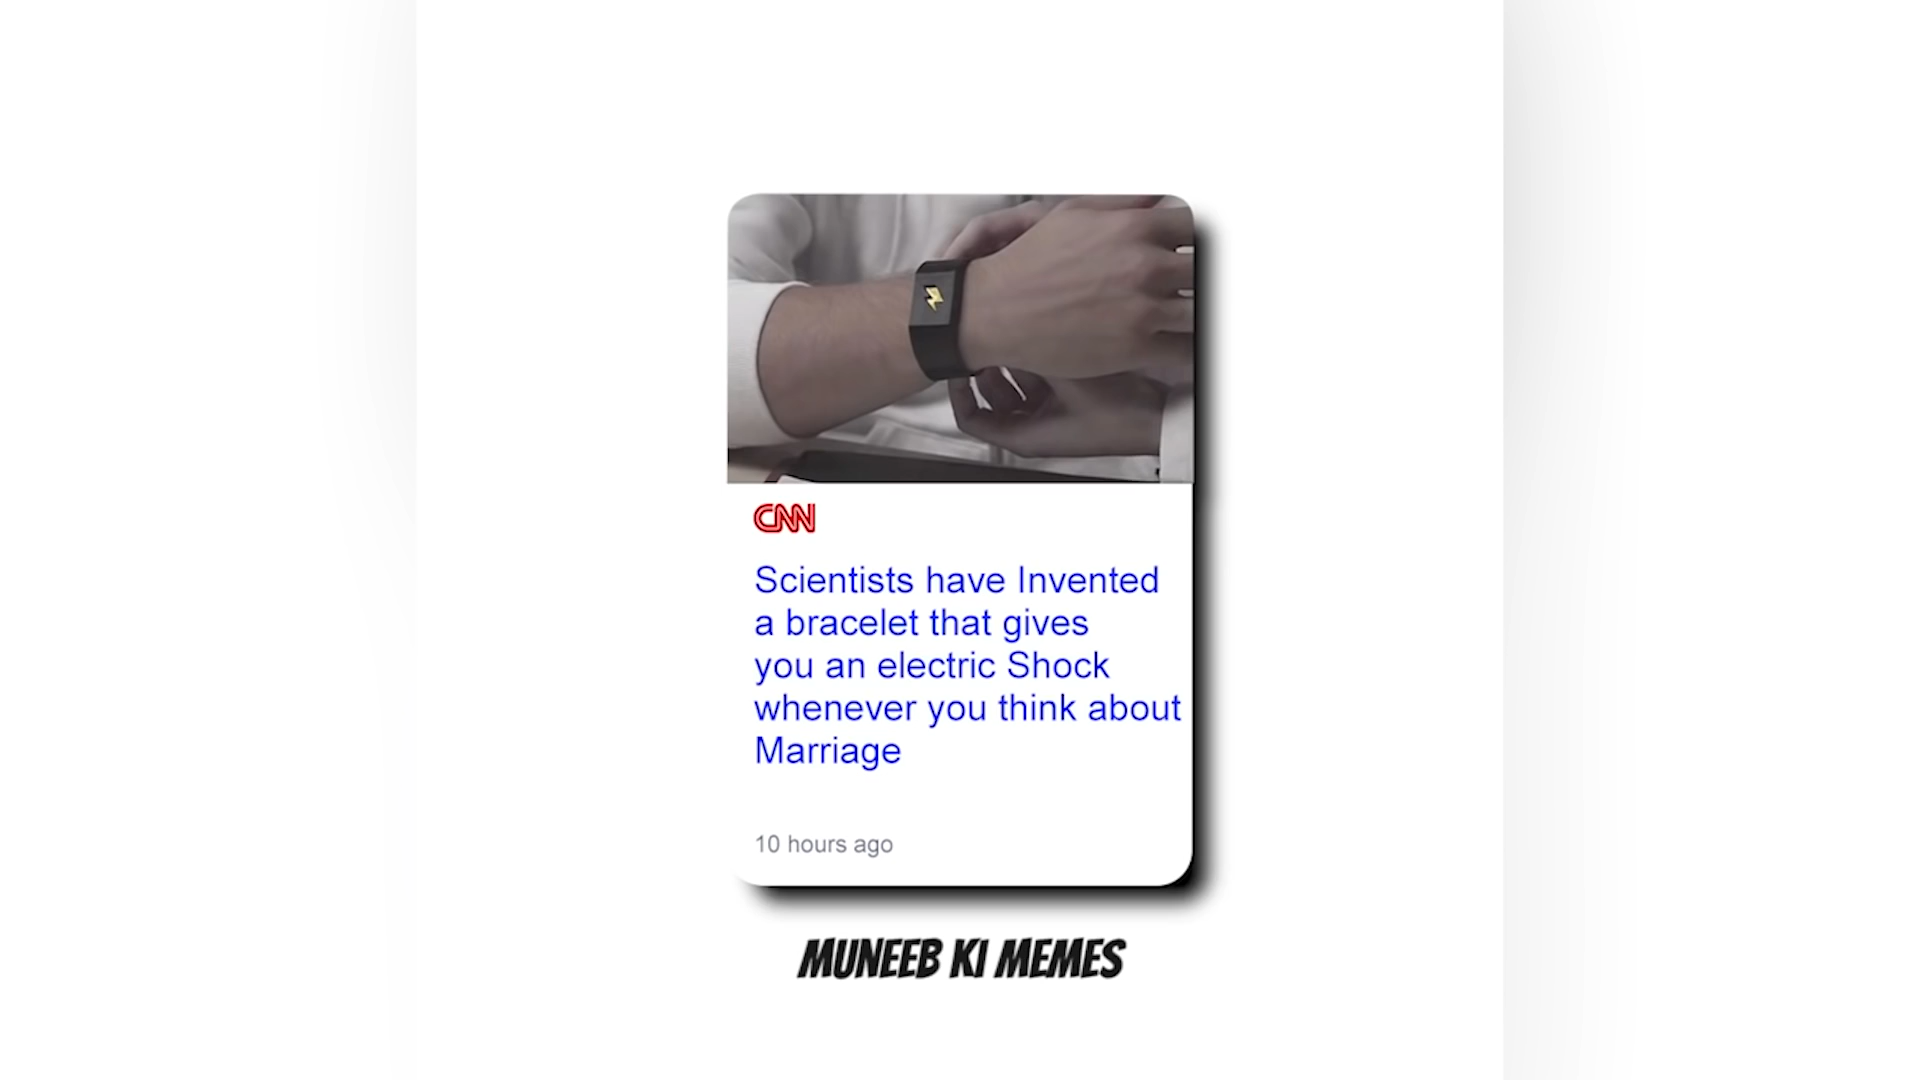 CNN
Scientists have Invented
a bracelet that gives
you an electric Shock
whenever you think about
Marriage
10 hours ago
MUNEEB KI MEMES